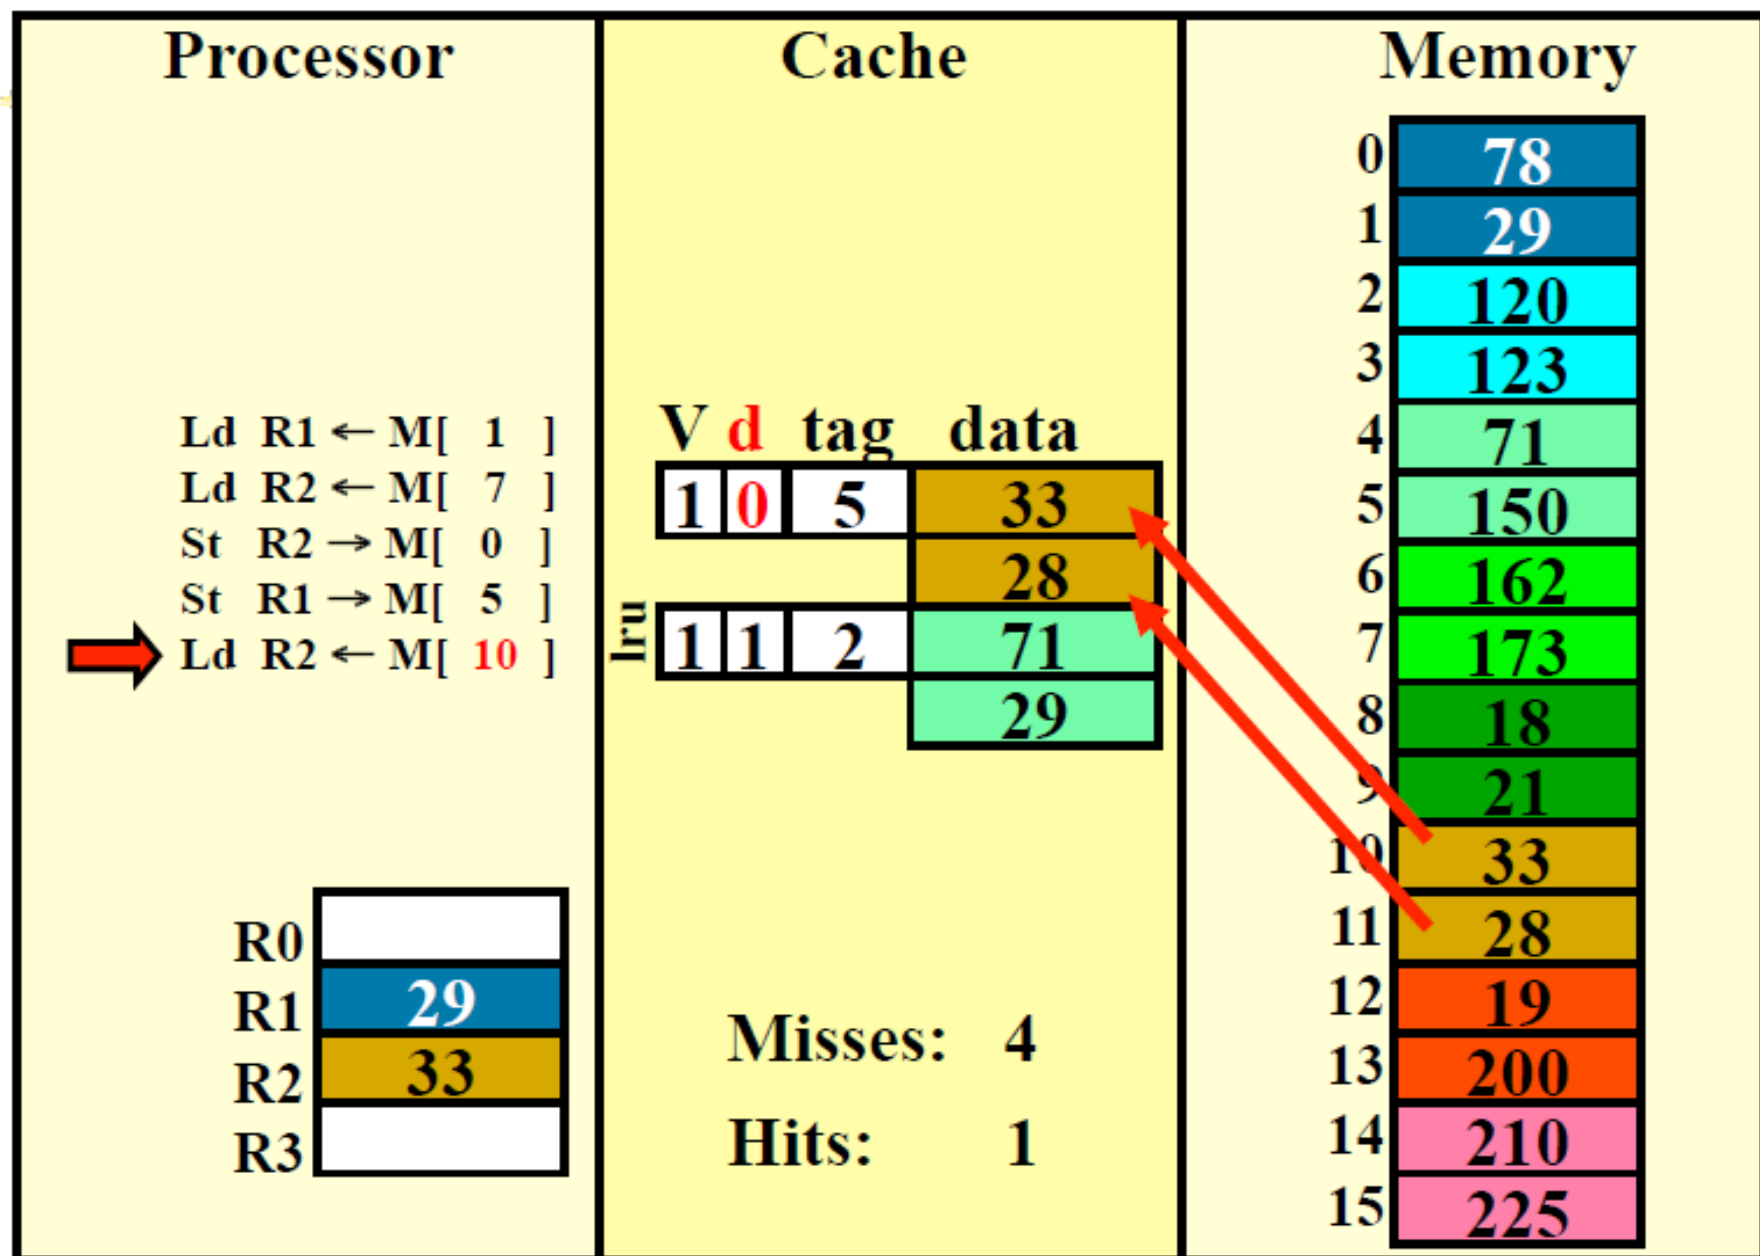 Processor
Ld R1 ← M[ 1 ]
Ld R2 ← M[ 7 ]
St R2 → M[ 0 ]
St R1 → M[ 5 ]
Ld R2 ← M[ 10 ]
R0
R1 29
R2 33
R3
Cache
V d tag data
1 0 5 33
28
lru 1 1 2 71
29
Misses: 4
Hits: 1
Memory
0 78
1 29
2 120
3 123
4 71
5 150
6 162
7 173
8 18
9 21
10 33
11 28
12 19
13 200
14 210
15 225